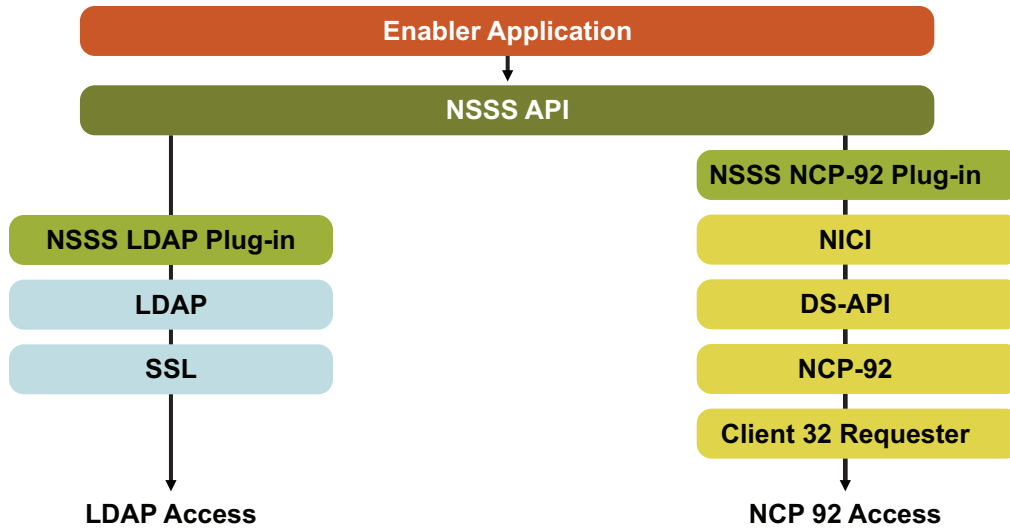 Enabler Application
NSSS API
NSSS NCP-92 Plug-in
NSSS LDAP Plug-in
NICI
LDAP
DS-API
SSL
NCP-92
Client 32 Requester
LDAP Access
NCP 92 Access